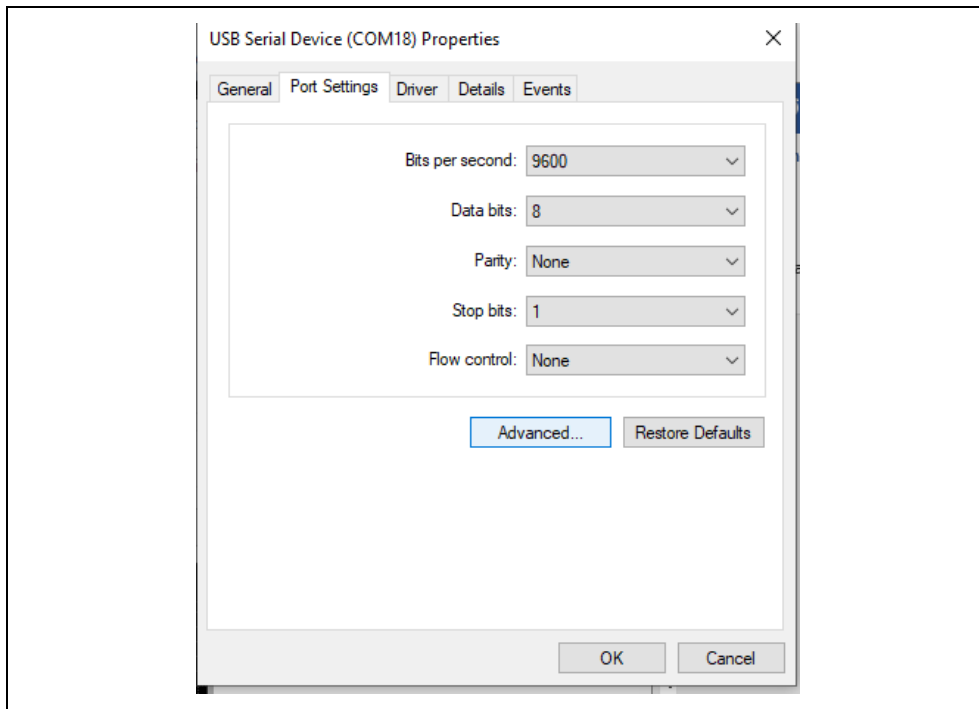 USB Serial Device (COM18) Properties
General Port Settings Driver Details Events
Bits per second: 9600
Data bits: 8
Parity: None
Stop bits: 1
Flow control: None
Advanced... Restore Defaults
OK Cancel